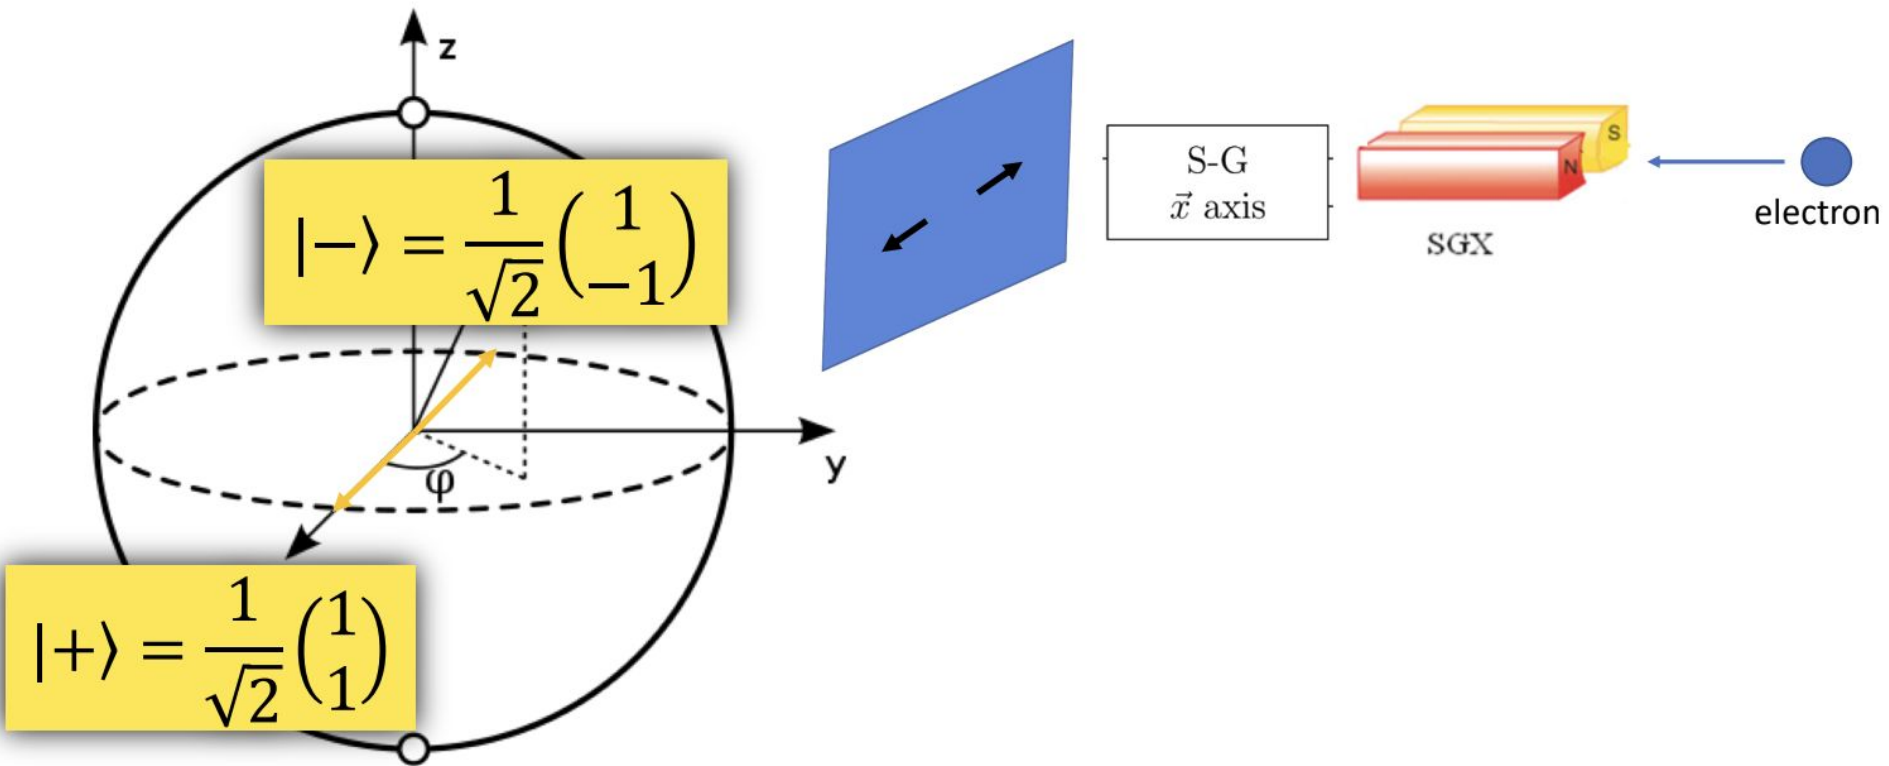 z
|−⟩ = 1/√2 (1 −1)
y
φ
|+⟩ = 1/√2 (1 1)
S-G
x⃗ axis
S
N
SGX
electron